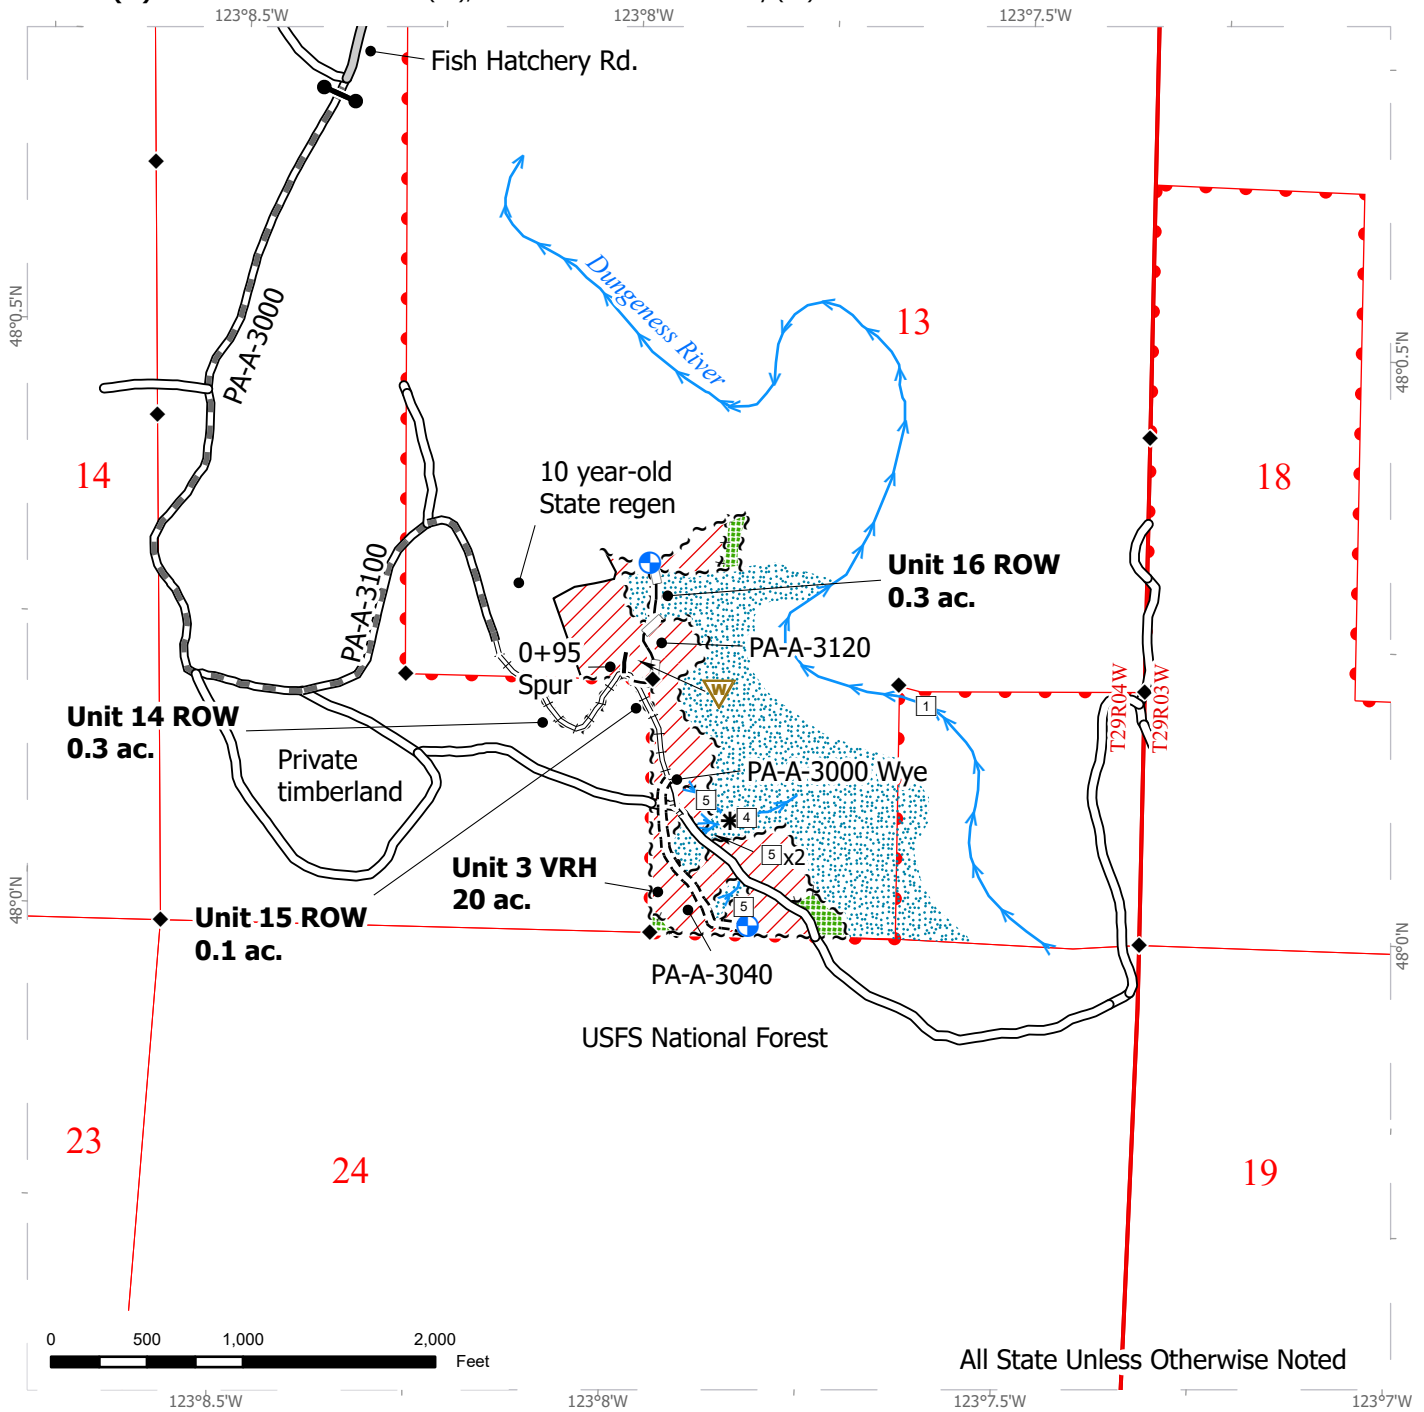 123°8.5'W
123°8'W
123°7.5'W
Fish Hatchery Rd.
Dungeness River
48°0.5'N
48°0.5'N
PA-A-3000
13
14
18
10 year-old
State regen
PA-A-3100
Unit 16 ROW
0.3 ac.
0+95
Spur
PA-A-3120
W
T29R04W
T29R03W
1
Unit 14 ROW
0.3 ac.
Private
timberland
PA-A-3000 Wye
5
4
5 x2
Unit 3 VRH
20 ac.
5
48°0'N
48°0'N
Unit 15 ROW
0.1 ac.
PA-A-3040
USFS National Forest
23
24
19
0 500 1,000 2,000
Feet
All State Unless Otherwise Noted
123°8.5'W
123°8'W
123°7.5'W
123°7'W